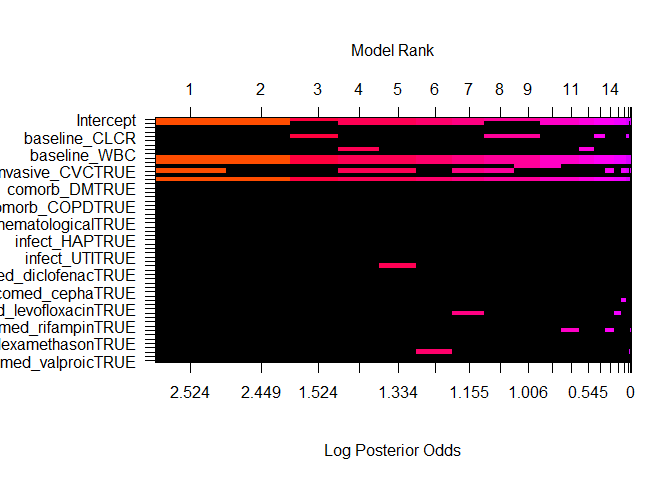 Model Rank
1 2 3 4 5 6 7 8 9 11 14
Intercept
baseline_CLCR
baseline_WBC
nvasive_CVCTRUE
comorb_DMTRUE
omorb_COPDTRUE
nematologicalTRUE
infect_HAPTRUE
infect_UTITRUE
ed_diclofenacTRUE
comed_cephaTRUE
d_levofloxacinTRUE
med_rifampinTRUE
lexamethasonTRUE
med_valproicTRUE
2.524 2.449 1.524 1.334 1.155 1.006 0.545 0
Log Posterior Odds